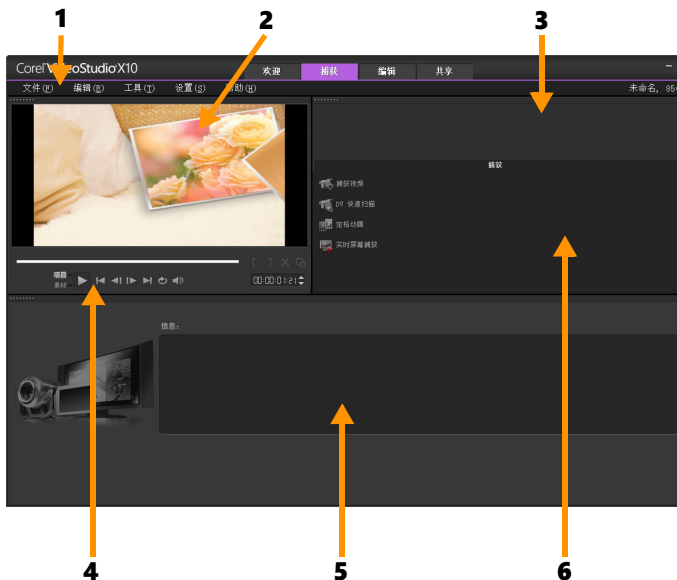 1 2 3
Corel VideoStudio X10
欢迎 捕获 编辑 共享
文件(F) 编辑(E) 工具(T) 设置(S) 帮助(H)
未命名, 85
捕获
捕获视频
DV 快速扫描
定格动画
实时屏幕捕获
项目
素材
00:00:01:21
信息:
4 5 6